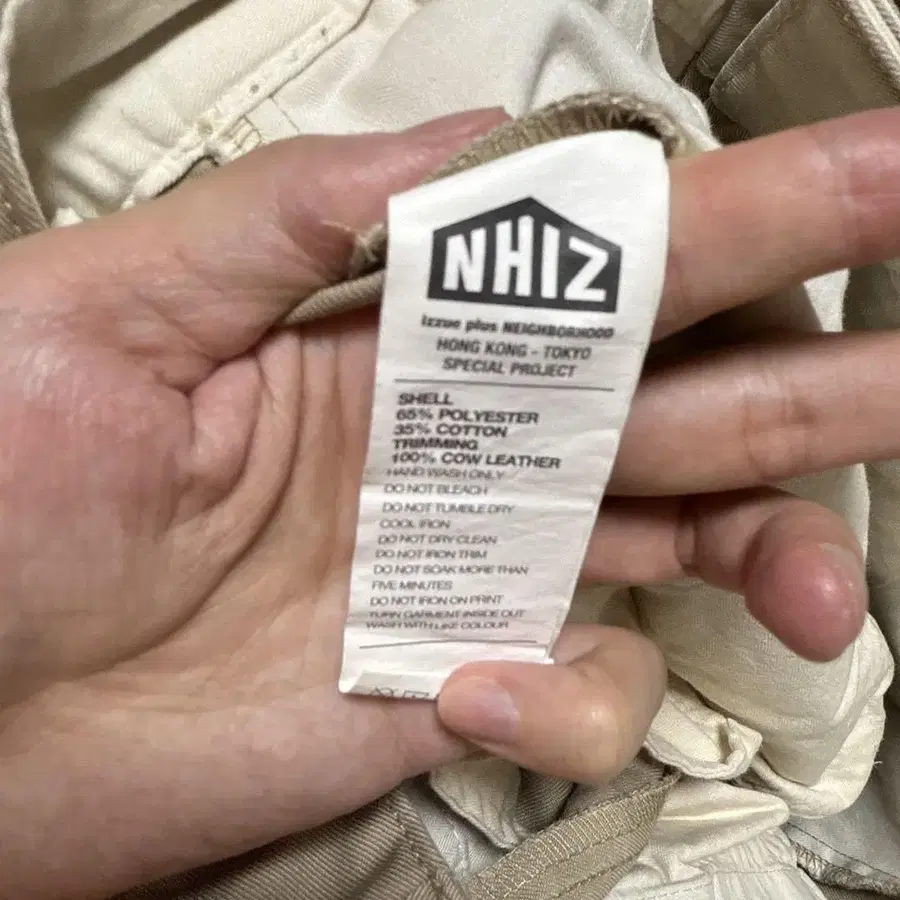 NHIZ
izzue plus NEIGHBORHOOD
HONG KONG - TOKYO
SPECIAL PROJECT
SHELL
65% POLYESTER
35% COTTON
TRIMMING
100% COW LEATHER
HAND WASH ONLY
DO NOT BLEACH
DO NOT TUMBLE DRY
COOL IRON
DO NOT DRY CLEAN
DO NOT IRON TRIM
DO NOT SOAK MORE THAN
FIVE MINUTES
DO NOT IRON ON PRINT
TURN GARMENT INSIDE OUT
WASH WITH LIKE COLOUR